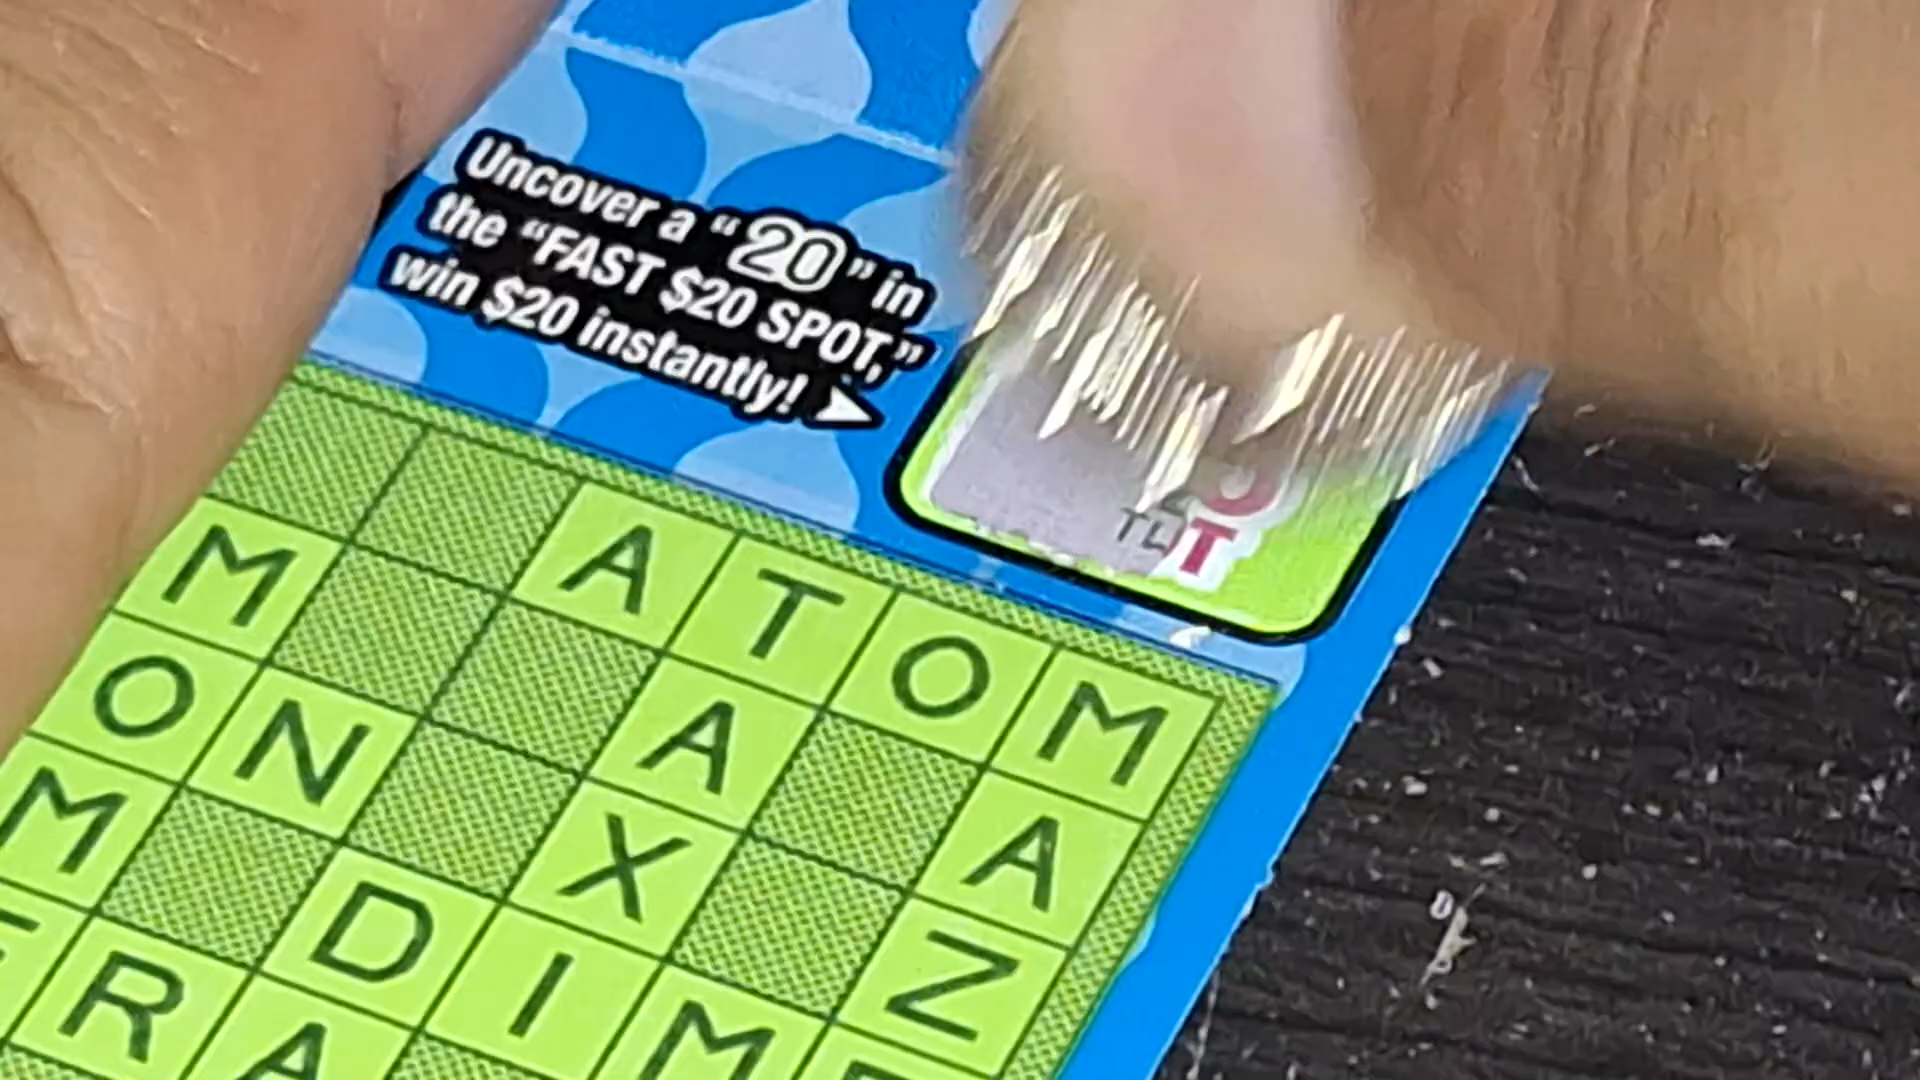 Uncover a “20” in
the “FAST $20 SPOT,”
win $20 instantly!
T
A T O M
M A
O N A A
M X Z
R D I M
A